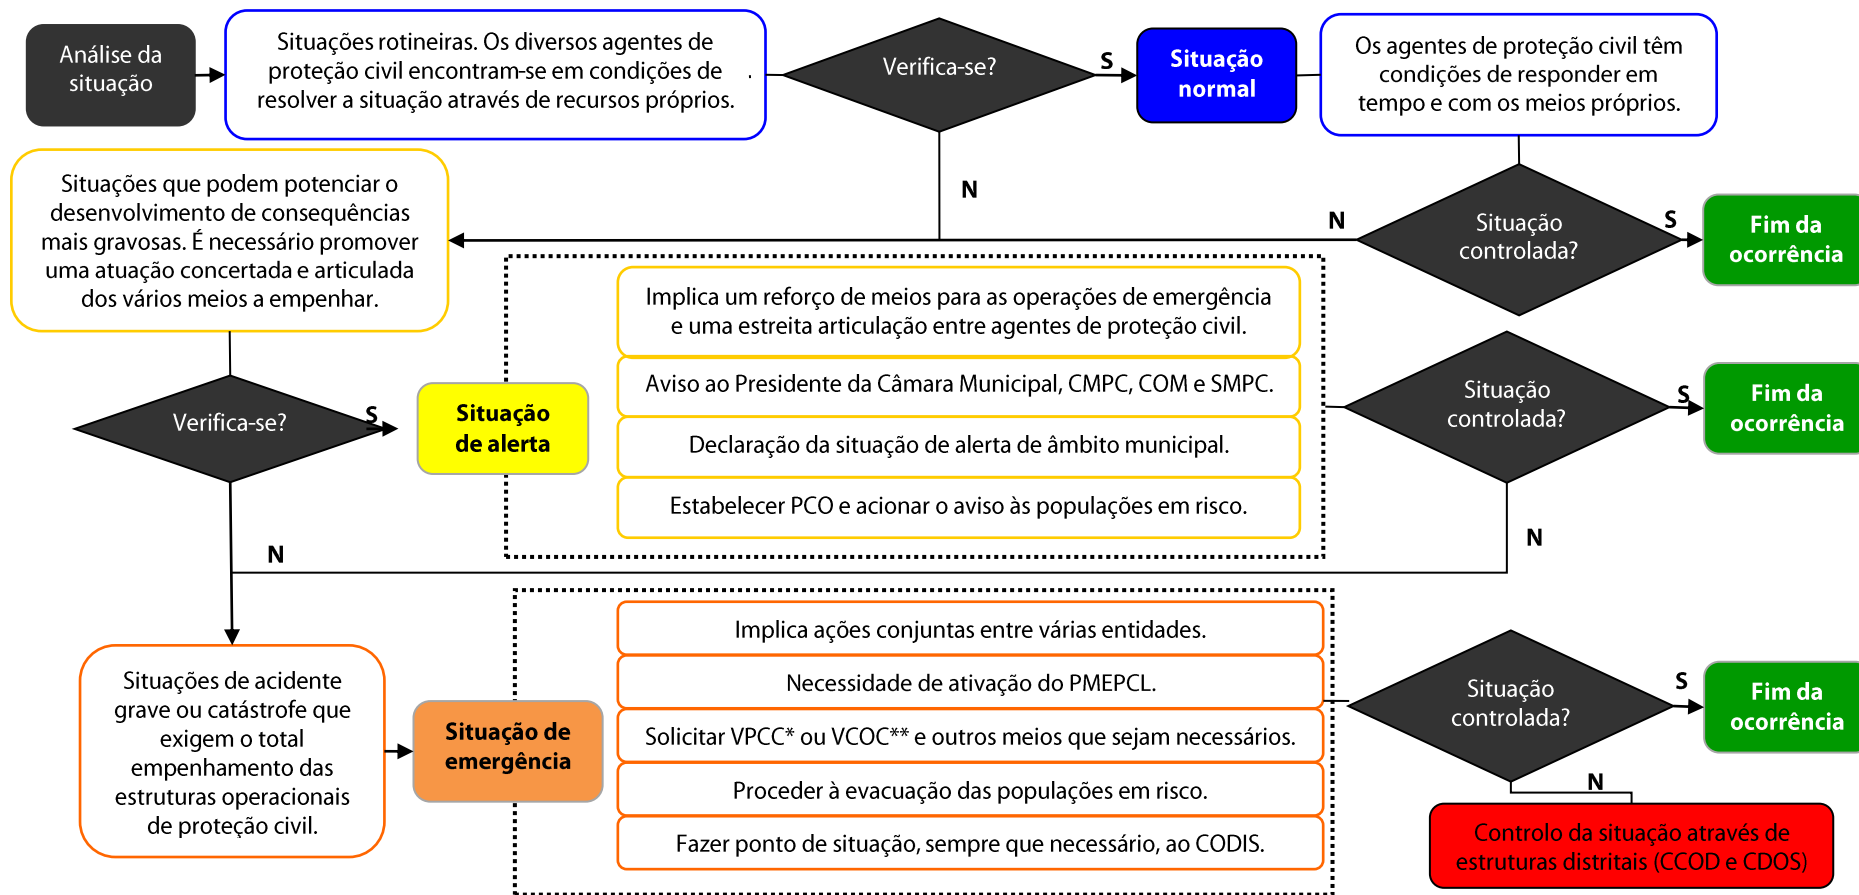 Análise da
situação
Situações rotineiras. Os diversos agentes de
proteção civil encontram-se em condições de
resolver a situação através de recursos próprios.
.
Verifica-se?
S
Situação
normal
Os agentes de proteção civil têm
condições de responder em
tempo e com os meios próprios.
N
Situação
controlada?
N
S
Fim da
ocorrência
Situações que podem potenciar o
desenvolvimento de consequências
mais gravosas. É necessário promover
uma atuação concertada e articulada
dos vários meios a empenhar.
Verifica-se?
S
Situação
de alerta
Implica um reforço de meios para as operações de emergência
e uma estreita articulação entre agentes de proteção civil.
Aviso ao Presidente da Câmara Municipal, CMPC, COM e SMPC.
Declaração da situação de alerta de âmbito municipal.
Estabelecer PCO e acionar o aviso às populações em risco.
Situação
controlada?
S
Fim da
ocorrência
N
N
Situações de acidente
grave ou catástrofe que
exigem o total
empenhamento das
estruturas operacionais
de proteção civil.
Situação de
emergência
Implica ações conjuntas entre várias entidades.
Necessidade de ativação do PMEPCL.
Solicitar VPCC* ou VCOC** e outros meios que sejam necessários.
Proceder à evacuação das populações em risco.
Fazer ponto de situação, sempre que necessário, ao CODIS.
Situação
controlada?
S
Fim da
ocorrência
N
Controlo da situação através de
estruturas distritais (CCOD e CDOS)